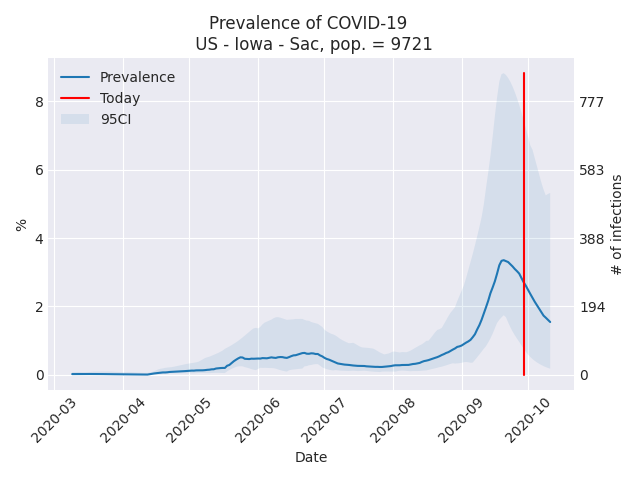 Prevalence of COVID-19
US - Iowa - Sac, pop. = 9721
Prevalence
Today
95CI
8
6
4
2
0
%
777
583
388
194
0
# of infections
2020-03
2020-04
2020-05
2020-06
2020-07
2020-08
2020-09
2020-10
Date